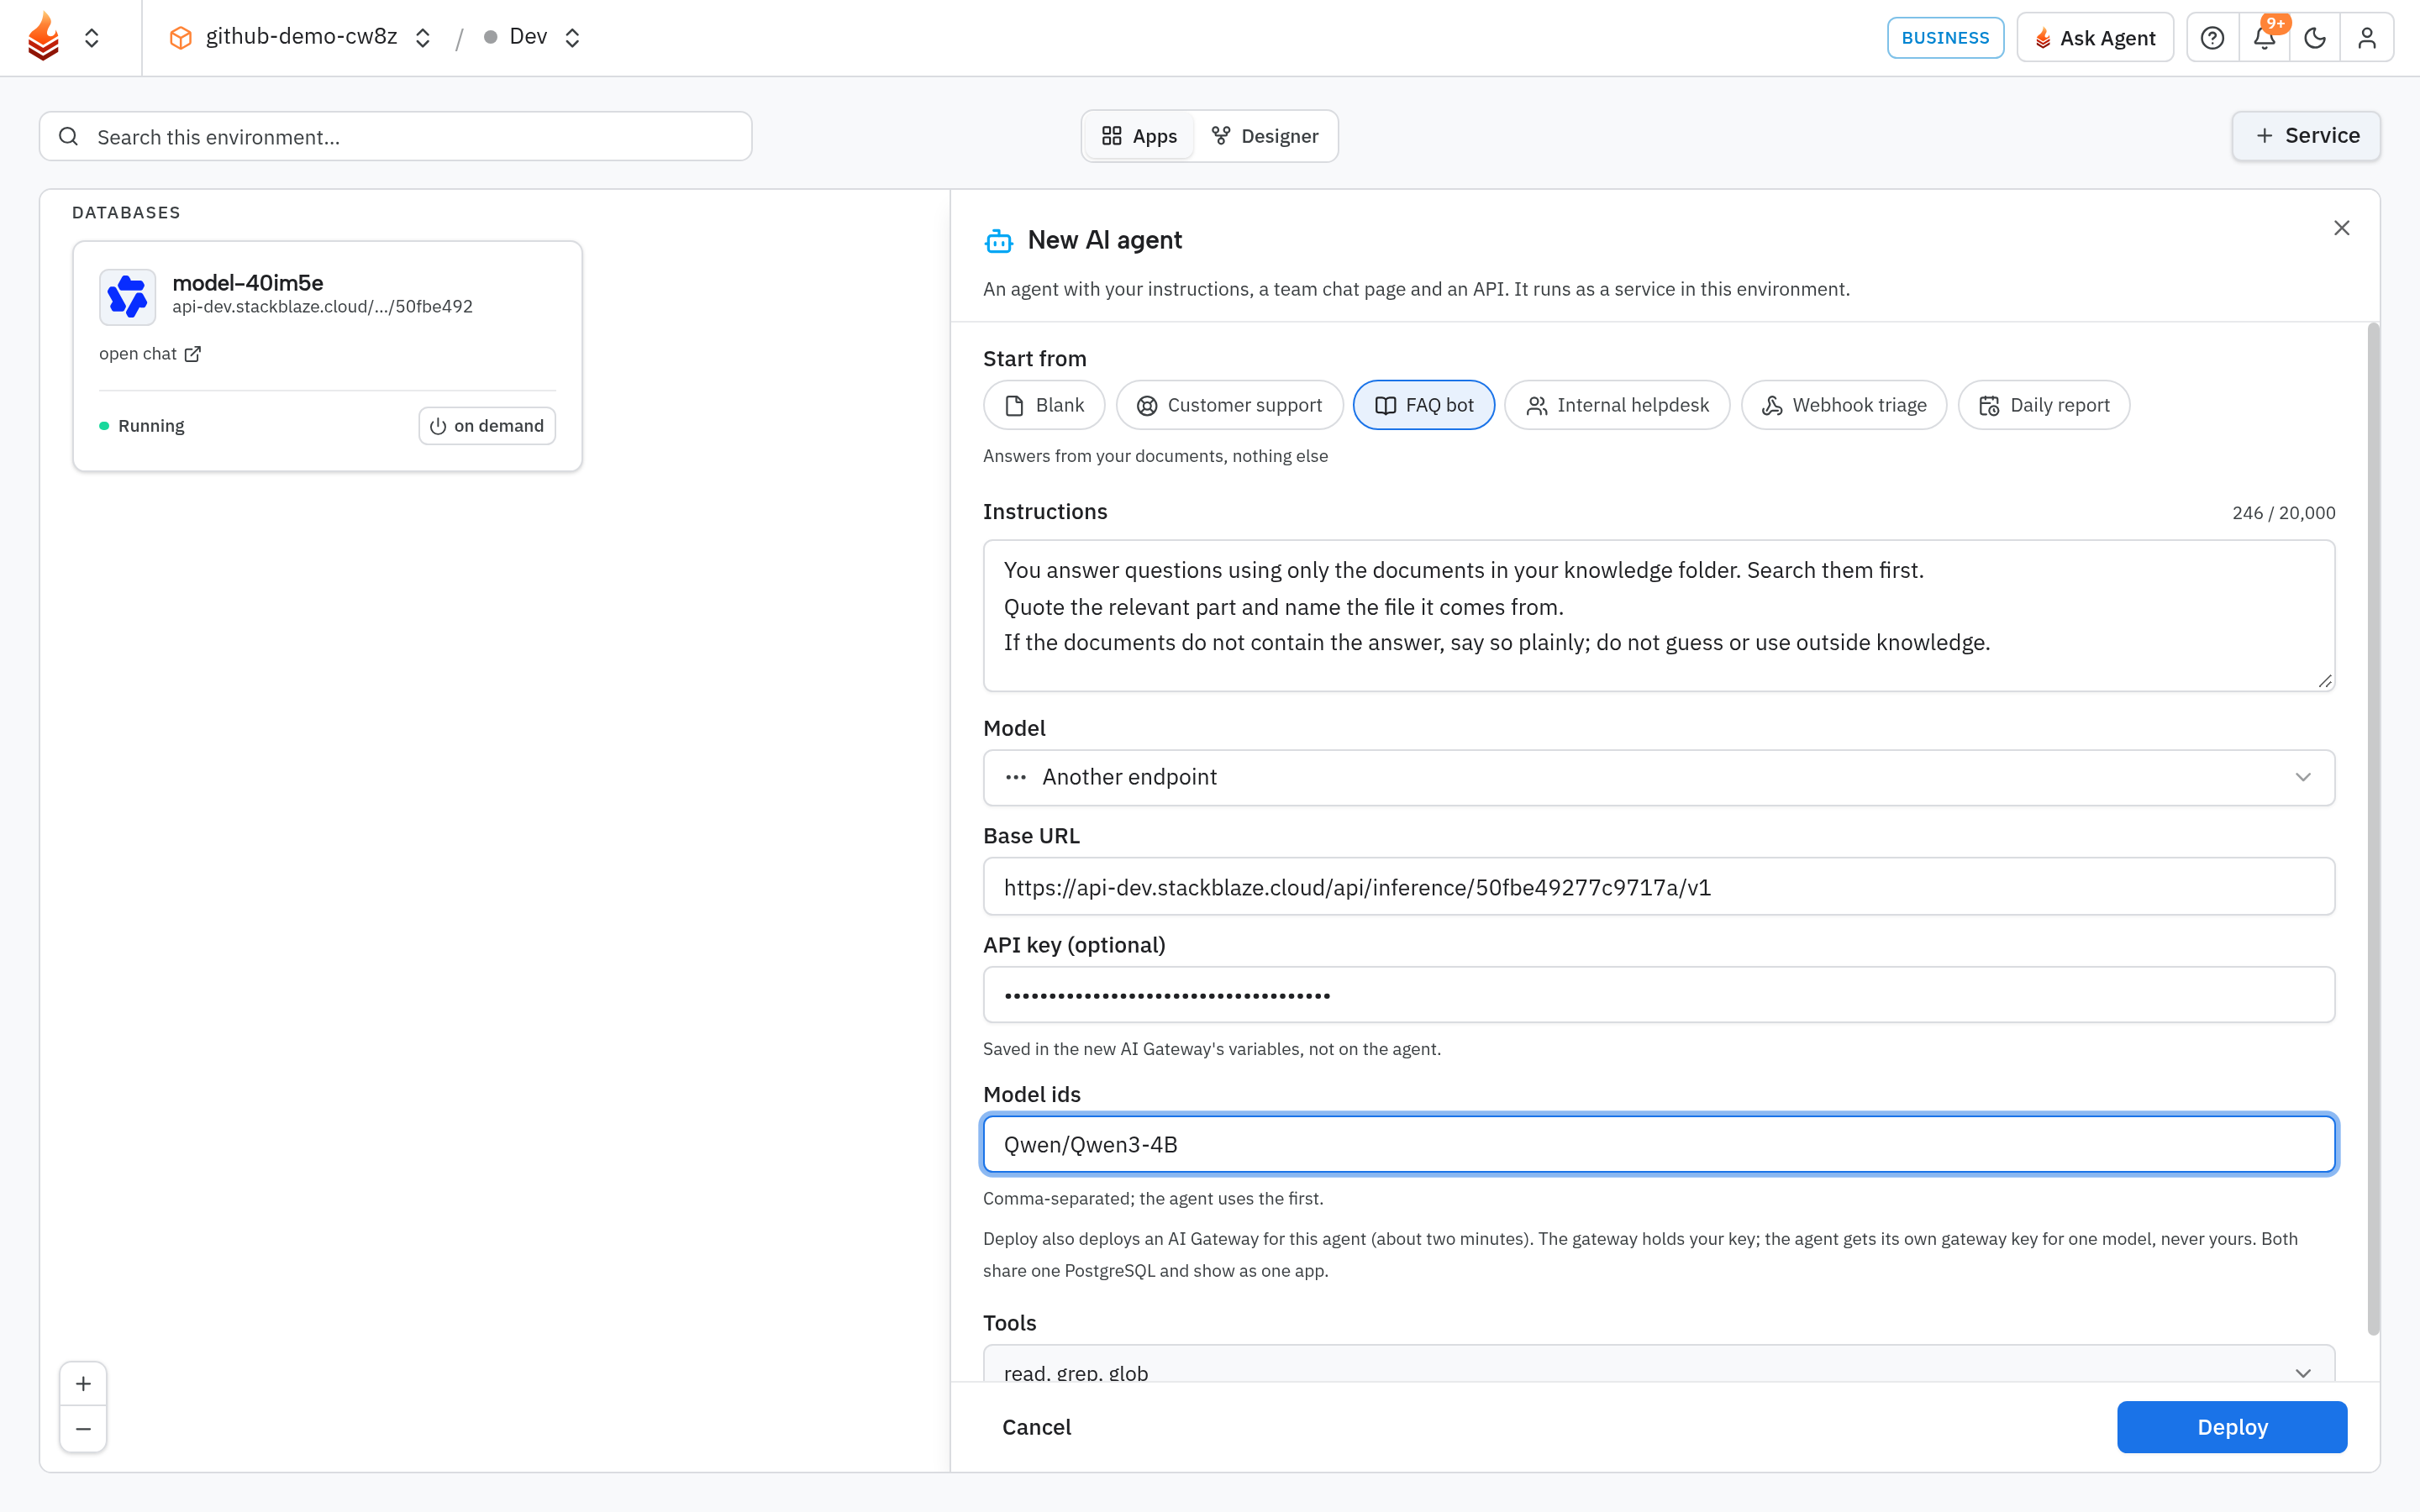 github-demo-cw8z / Dev
BUSINESS
Ask Agent
9+
Search this environment...
Apps
Designer
+ Service
DATABASES
model-40im5e
api-dev.stackblaze.cloud/.../50fbe492
open chat
Running
on demand
New AI agent
An agent with your instructions, a team chat page and an API. It runs as a service in this environment.
Start from
Blank
Customer support
FAQ bot
Internal helpdesk
Webhook triage
Daily report
Answers from your documents, nothing else
Instructions
246 / 20,000
You answer questions using only the documents in your knowledge folder. Search them first.
Quote the relevant part and name the file it comes from.
If the documents do not contain the answer, say so plainly; do not guess or use outside knowledge.
Model
Another endpoint
Base URL
https://api-dev.stackblaze.cloud/api/inference/50fbe49277c9717a/v1
API key (optional)
Saved in the new AI Gateway's variables, not on the agent.
Model ids
Qwen/Qwen3-4B
Comma-separated; the agent uses the first.
Deploy also deploys an AI Gateway for this agent (about two minutes). The gateway holds your key; the agent gets its own gateway key for one model, never yours. Both
share one PostgreSQL and show as one app.
Tools
read, grep, glob
Cancel
Deploy